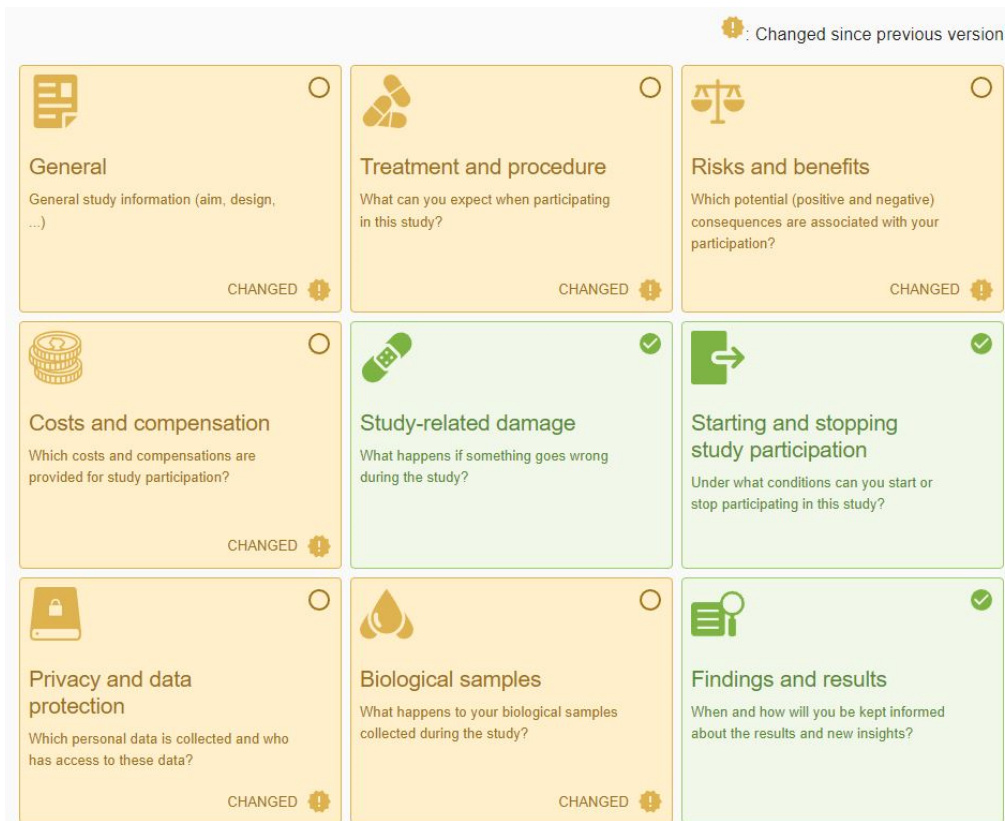 : Changed since previous version
General
General study information (aim, design,
...)
CHANGED
Treatment and procedure
What can you expect when participating
in this study?
CHANGED
Risks and benefits
Which potential (positive and negative)
consequences are associated with your
participation?
CHANGED
Costs and compensation
Which costs and compensations are
provided for study participation?
CHANGED
Study-related damage
What happens if something goes wrong
during the study?
Starting and stopping
study participation
Under what conditions can you start or
stop participating in this study?
Privacy and data
protection
Which personal data is collected and who
has access to these data?
CHANGED
Biological samples
What happens to your biological samples
collected during the study?
CHANGED
Findings and results
When and how will you be kept informed
about the results and new insights?